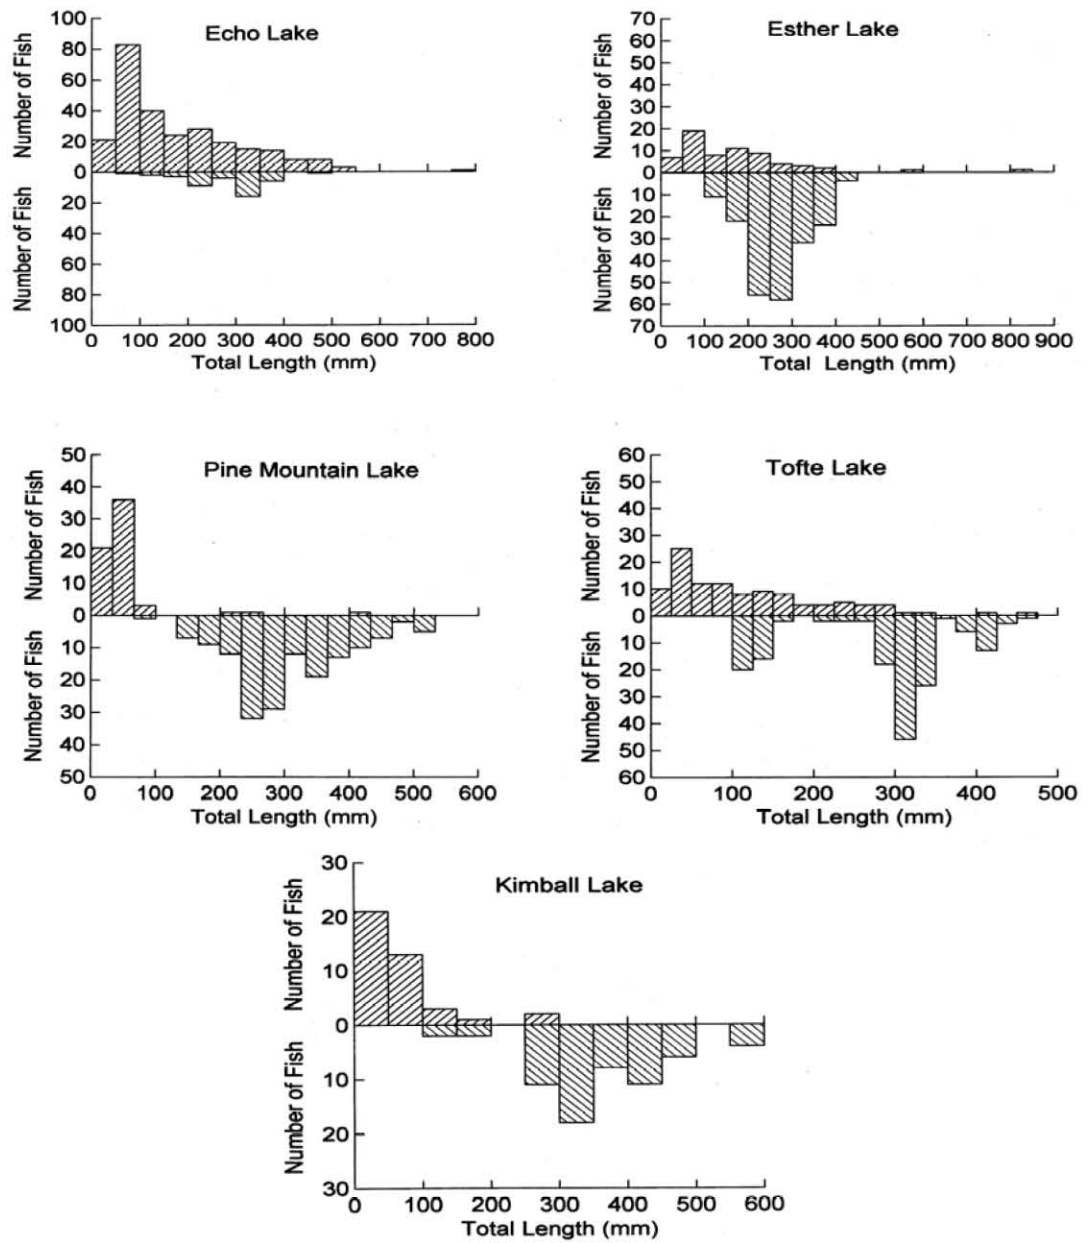 Echo Lake
Number of Fish
100
80
60
40
20
0
Number of Fish
20
40
60
80
100
0 100 200 300 400 500 600 700 800
Total Length (mm)
Esther Lake
Number of Fish
70
60
50
40
30
20
10
0
Number of Fish
10
20
30
40
50
60
70
0 100 200 300 400 500 600 700 800 900
Total Length (mm)
Pine Mountain Lake
Number of Fish
50
40
30
20
10
0
Number of Fish
10
20
30
40
50
0 100 200 300 400 500 600
Total Length (mm)
Tofte Lake
Number of Fish
60
50
40
30
20
10
0
Number of Fish
10
20
30
40
50
60
0 100 200 300 400 500
Total Length (mm)
Kimball Lake
Number of Fish
30
20
10
0
Number of Fish
10
20
30
0 100 200 300 400 500 600
Total Length (mm)